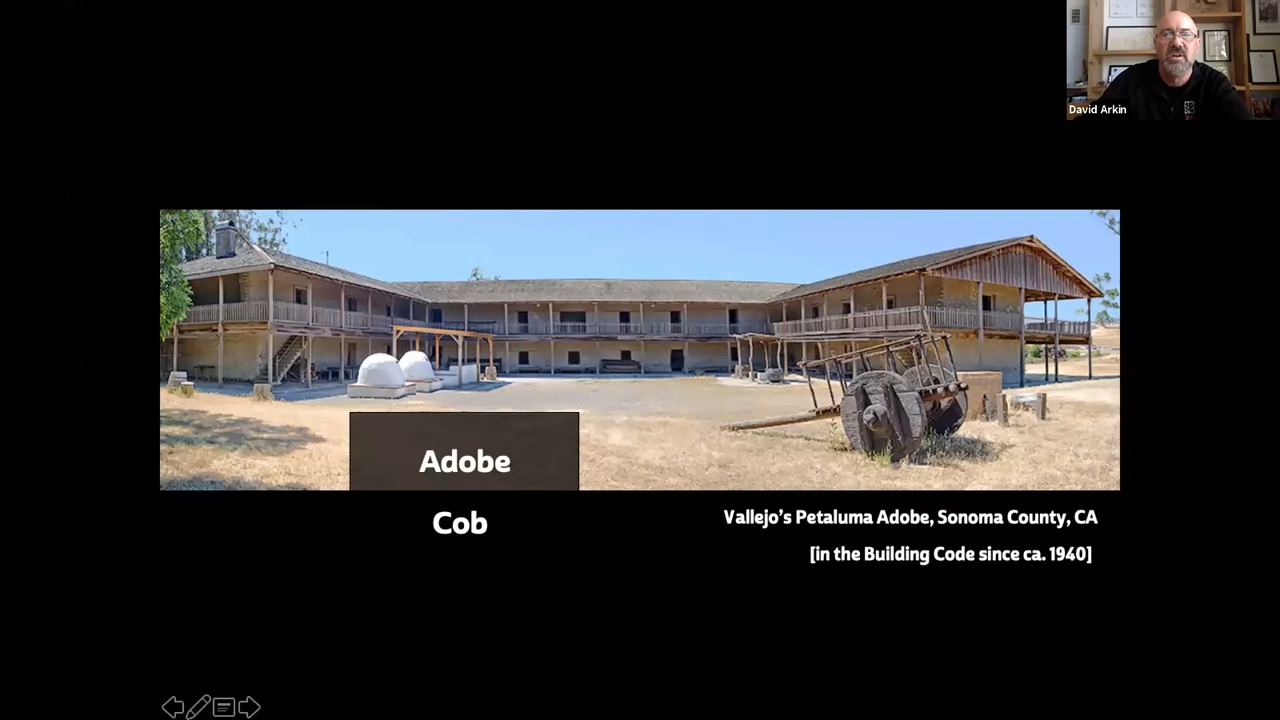 David Arkin
Adobe
Cob
Vallejo's Petaluma Adobe, Sonoma County, CA
[in the Building Code since ca. 1940]